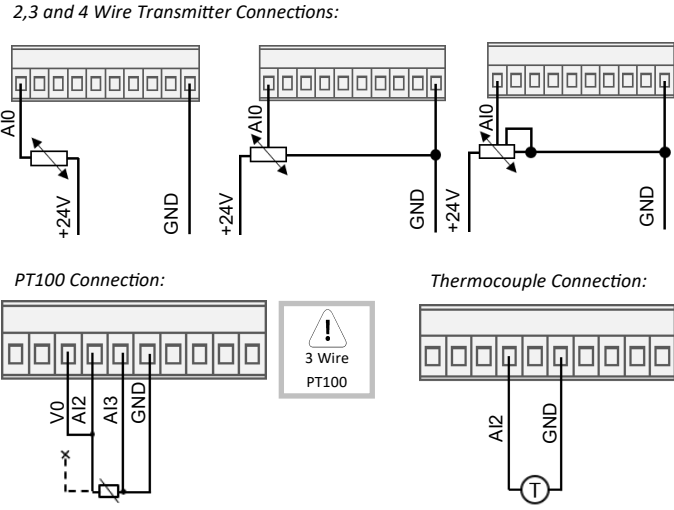 2,3 and 4 Wire Transmitter Connections:
AI0
+24V
GND
AI0
+24V
GND
AI0
+24V
GND
PT100 Connection:
V0
AI2
AI3
GND
!
3 Wire
PT100
Thermocouple Connection:
AI2
GND
T